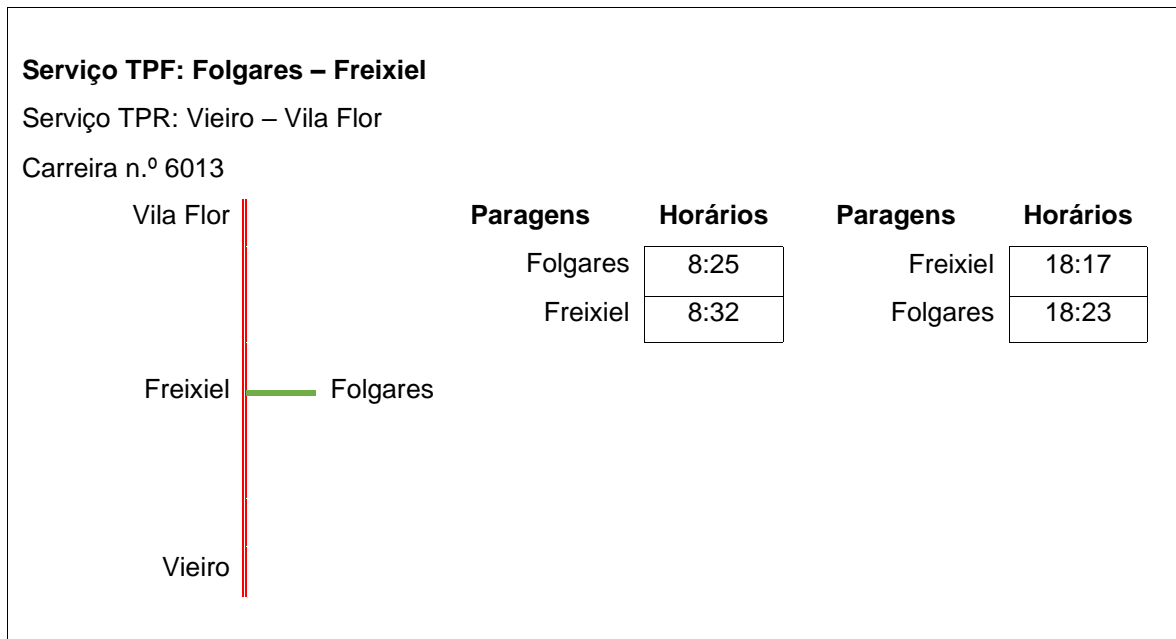 Serviço TPF: Folgares – Freixiel
Serviço TPR: Vieiro – Vila Flor
Carreira n.º 6013
Vila Flor Paragens Horários Paragens Horários
Folgares 8:25 Freixiel 18:17
Freixiel 8:32 Folgares 18:23
Freixiel Folgares
Vieiro